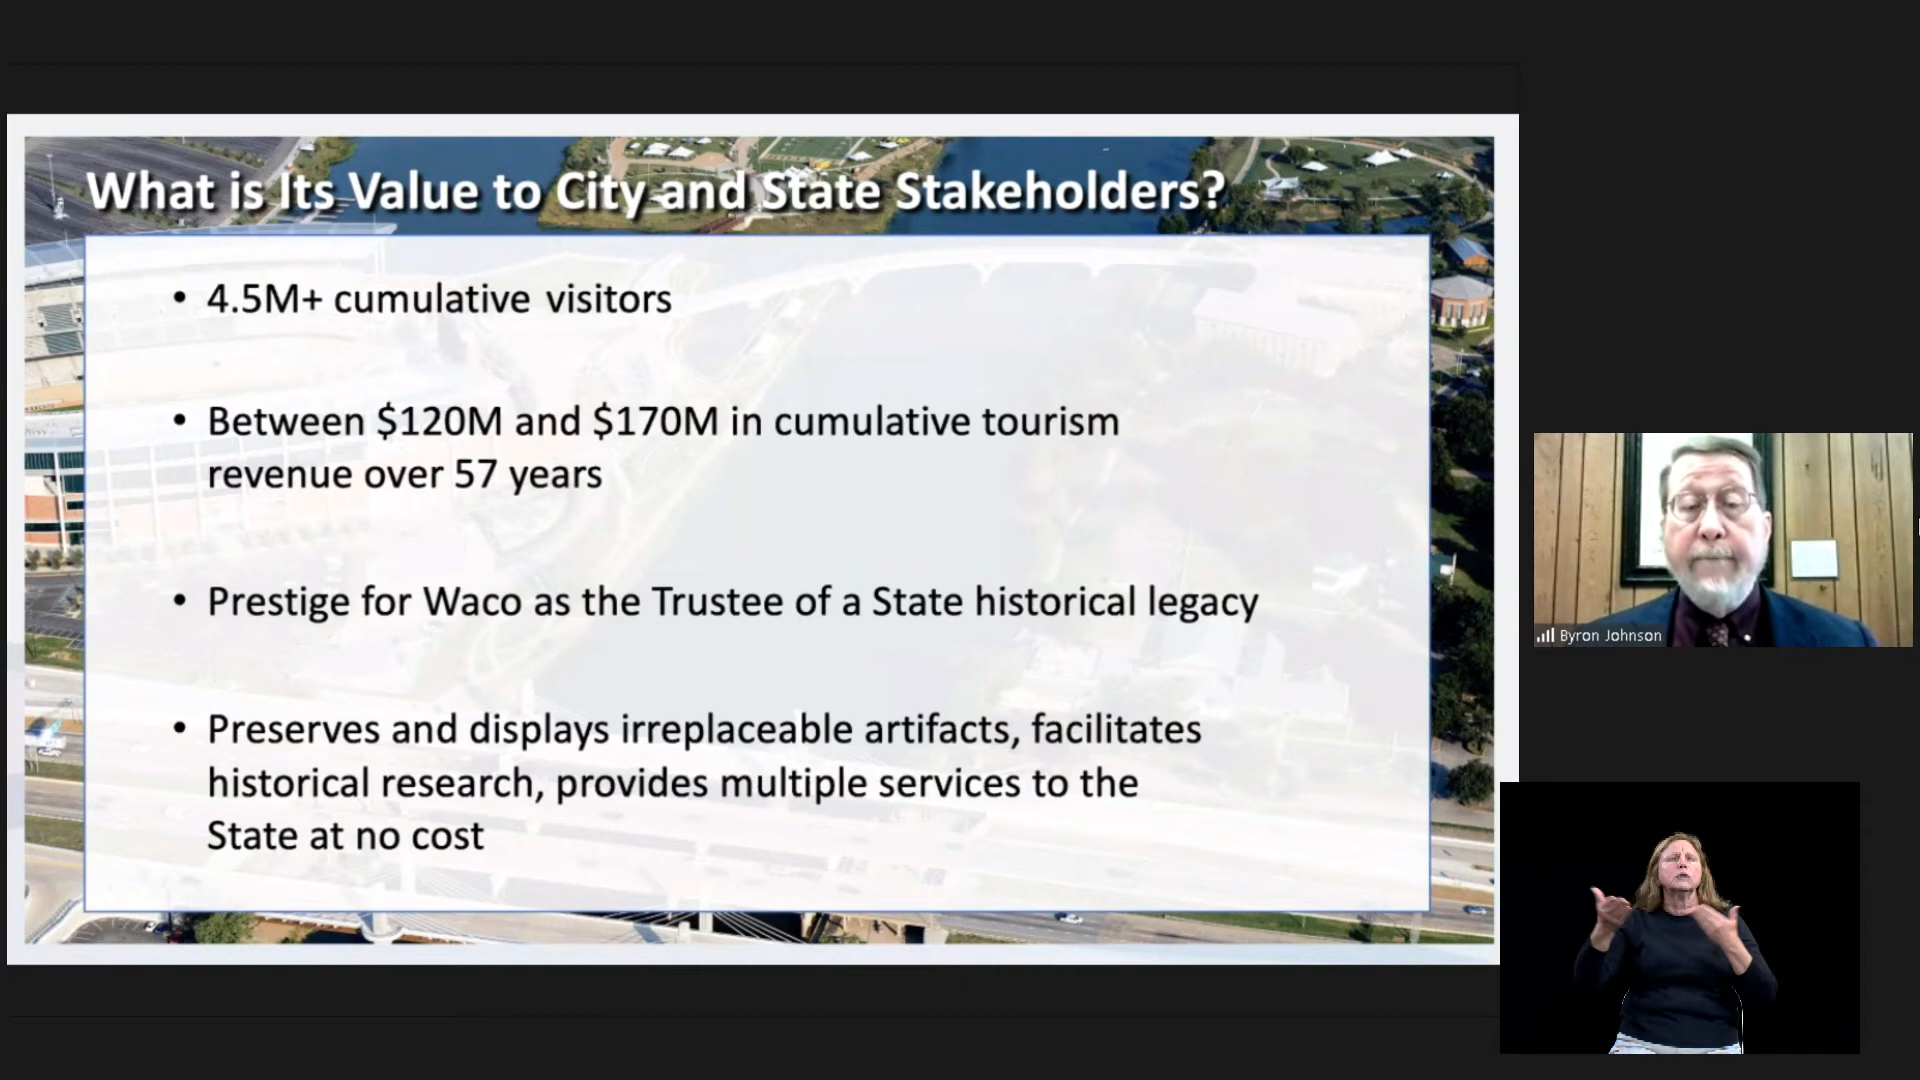 What is Its Value to City and State Stakeholders?
• 4.5M+ cumulative visitors
• Between $120M and $170M in cumulative tourism
revenue over 57 years
• Prestige for Waco as the Trustee of a State historical legacy
• Preserves and displays irreplaceable artifacts, facilitates
historical research, provides multiple services to the
State at no cost
Byron Johnson